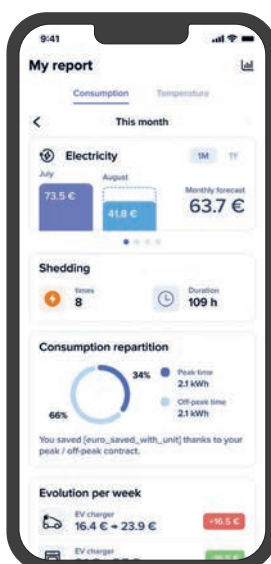 9:41
My report
Consumption Temperature
This month
Electricity 1M 1Y
July August
73.5 €
41.8 €
Monthly forecast
63.7 €
Shedding
times
8
Duration
109 h
Consumption repartition
34%
66%
Peak time
2.1 kWh
Off-peak time
2.1 kWh
You saved [euro_saved_with_unit] thanks to your
peak / off-peak contract.
Evolution per week
EV charger
16.4 € → 23.9 €
+16.5 €
EV charger